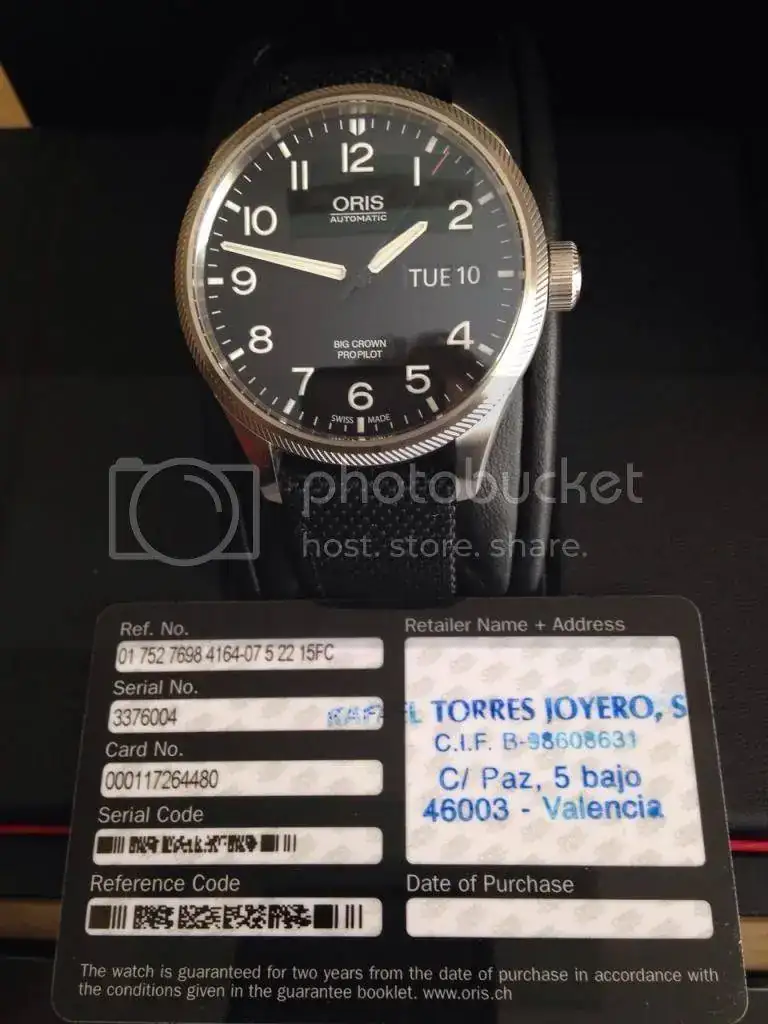 12
11
1
ORIS
AUTOMATIC
10
2
9
TUE 10
8
4
BIG CROWN
PROPILOT
7
5
6
SWISS MADE
photobucket
host. store. share.
Ref. No.
01 752 7698 4164-07 5 22 15FC
Serial No.
3376004
Card No.
000117264480
Serial Code
Reference Code
Retailer Name + Address
TORRES JOYERO, S
C.I.F. B-98608631
C/ Paz, 5 bajo
46003 - Valencia
Date of Purchase
The watch is guaranteed for two years from the date of purchase in accordance with
the conditions given in the guarantee booklet. www.oris.ch